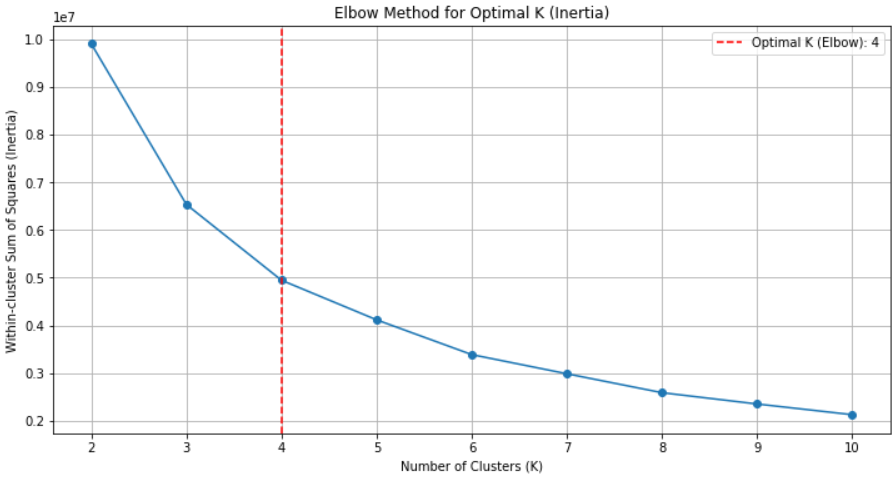 Elbow Method for Optimal K (Inertia)
1e7
Optimal K (Elbow): 4
Within-cluster Sum of Squares (Inertia)
1.0
0.9
0.8
0.7
0.6
0.5
0.4
0.3
0.2
2 3 4 5 6 7 8 9 10
Number of Clusters (K)